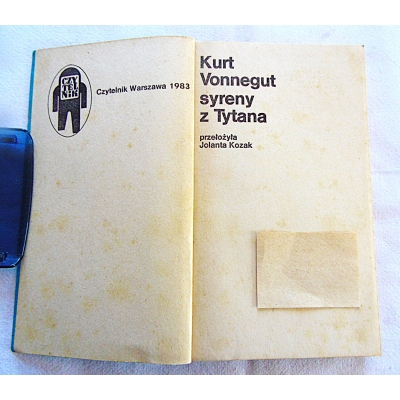 CZY
TEL
NIK
Czytelnik Warszawa 1983
Kurt
Vonnegut
syreny
z Tytana
przełożyła
Jolanta Kozak